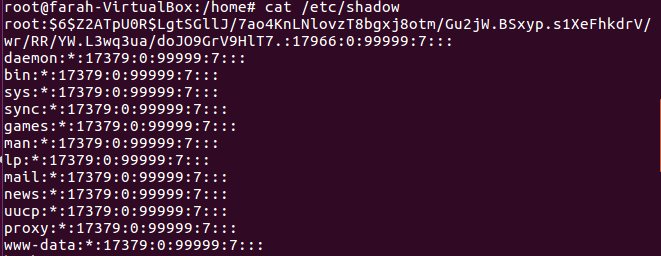 root@farah-VirtualBox:/home# cat /etc/shadow
root:$6$Z2ATpU0R$LgtSGllJ/7ao4KnLNlovzT8bgxj8otm/Gu2jW.BSxyp.s1XeFhkdrV/
wr/RR/YW.L3wq3ua/doJO9GrV9HlT7.:17966:0:99999:7:::
daemon:*:17379:0:99999:7:::
bin:*:17379:0:99999:7:::
sys:*:17379:0:99999:7:::
sync:*:17379:0:99999:7:::
games:*:17379:0:99999:7:::
man:*:17379:0:99999:7:::
lp:*:17379:0:99999:7:::
mail:*:17379:0:99999:7:::
news:*:17379:0:99999:7:::
uucp:*:17379:0:99999:7:::
proxy:*:17379:0:99999:7:::
www-data:*:17379:0:99999:7:::